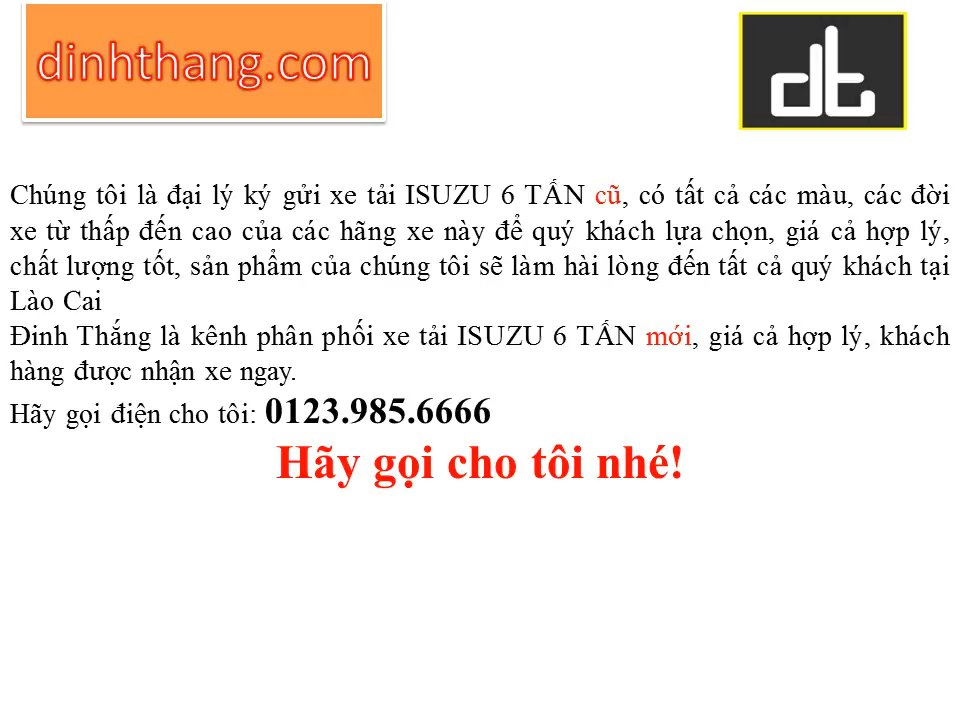 dinhthang.com
dt
Chúng tôi là đại lý ký gửi xe tải ISUZU 6 TẤN cũ, có tất cả các màu, các đời
xe từ thấp đến cao của các hãng xe này để quý khách lựa chọn, giá cả hợp lý,
chất lượng tốt, sản phẩm của chúng tôi sẽ làm hài lòng đến tất cả quý khách tại
Lào Cai
Đinh Thắng là kênh phân phối xe tải ISUZU 6 TẤN mới, giá cả hợp lý, khách
hàng được nhận xe ngay.
Hãy gọi điện cho tôi: 0123.985.6666
Hãy gọi cho tôi nhé!